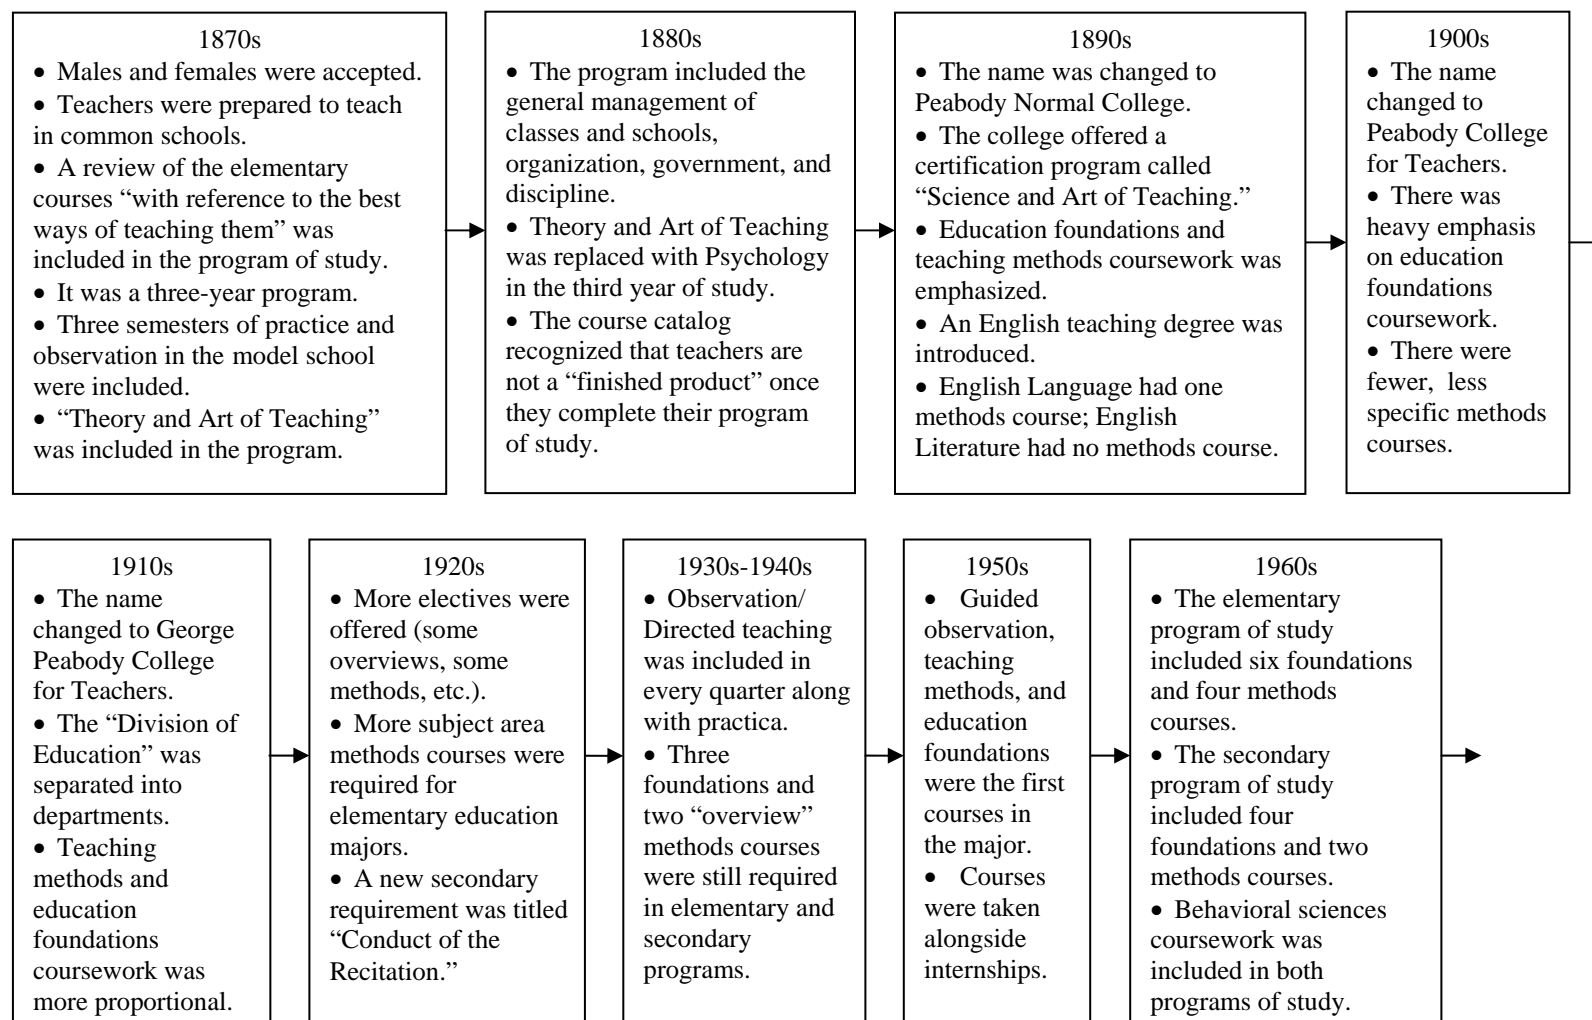 1870s
• Males and females were accepted.
• Teachers were prepared to teach
in common schools.
• A review of the elementary
courses “with reference to the best
ways of teaching them” was
included in the program of study.
• It was a three-year program.
• Three semesters of practice and
observation in the model school
were included.
• “Theory and Art of Teaching”
was included in the program.
1880s
• The program included the
general management of
classes and schools,
organization, government, and
discipline.
• Theory and Art of Teaching
was replaced with Psychology
in the third year of study.
• The course catalog
recognized that teachers are
not a “finished product” once
they complete their program
of study.
1890s
• The name was changed to
Peabody Normal College.
• The college offered a
certification program called
“Science and Art of Teaching.”
• Education foundations and
teaching methods coursework was
emphasized.
• An English teaching degree was
introduced.
• English Language had one
methods course; English
Literature had no methods course.
1900s
• The name
changed to
Peabody College
for Teachers.
• There was
heavy emphasis
on education
foundations
coursework.
• There were
fewer, less
specific methods
courses.
1910s
• The name
changed to George
Peabody College
for Teachers.
• The “Division of
Education” was
separated into
departments.
• Teaching
methods and
education
foundations
coursework was
more proportional.
1920s
• More electives were
offered (some
overviews, some
methods, etc.).
• More subject area
methods courses were
required for
elementary education
majors.
• A new secondary
requirement was titled
“Conduct of the
Recitation.”
1930s-1940s
• Observation/
Directed teaching
was included in
every quarter along
with practica.
• Three
foundations and
two “overview”
methods courses
were still required
in elementary and
secondary
programs.
1950s
• Guided
observation,
teaching
methods, and
education
foundations
were the first
courses in
the major.
• Courses
were taken
alongside
internships.
1960s
• The elementary
program of study
included six foundations
and four methods
courses.
• The secondary
program of study
included four
foundations and two
methods courses.
• Behavioral sciences
coursework was
included in both
programs of study.